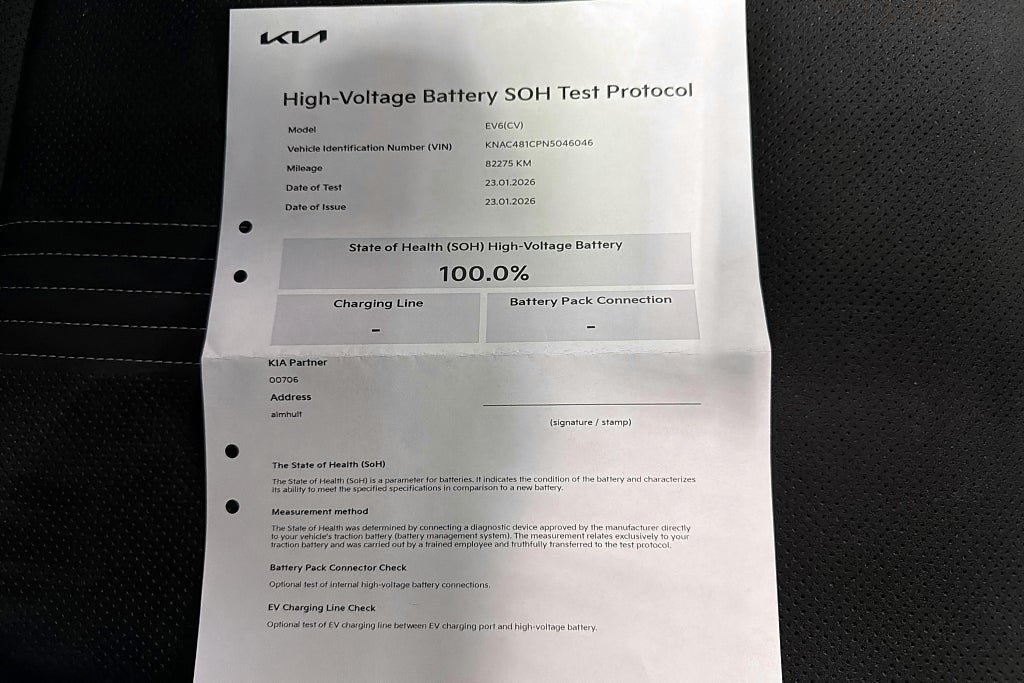 KIA
High-Voltage Battery SOH Test Protocol
Model EV6(CV)
Vehicle Identification Number (VIN) KNAC481CPN5046046
Mileage 82275 KM
Date of Test 23.01.2026
Date of Issue 23.01.2026
State of Health (SOH) High-Voltage Battery
100.0%
Charging Line
–
Battery Pack Connection
–
KIA Partner
00706
Address
almhult
(signature / stamp)
The State of Health (SoH)
The State of Health (SoH) is a parameter for batteries. It indicates the condition of the battery and characterizes
its ability to meet the specified specifications in comparison to a new battery.
Measurement method
The State of Health was determined by connecting a diagnostic device approved by the manufacturer directly
to your vehicle's traction battery (battery management system). The measurement relates exclusively to your
traction battery and was carried out by a trained employee and truthfully transferred to the test protocol.
Battery Pack Connector Check
Optional test of internal high-voltage battery connections.
EV Charging Line Check
Optional test of EV charging line between EV charging port and high-voltage battery.